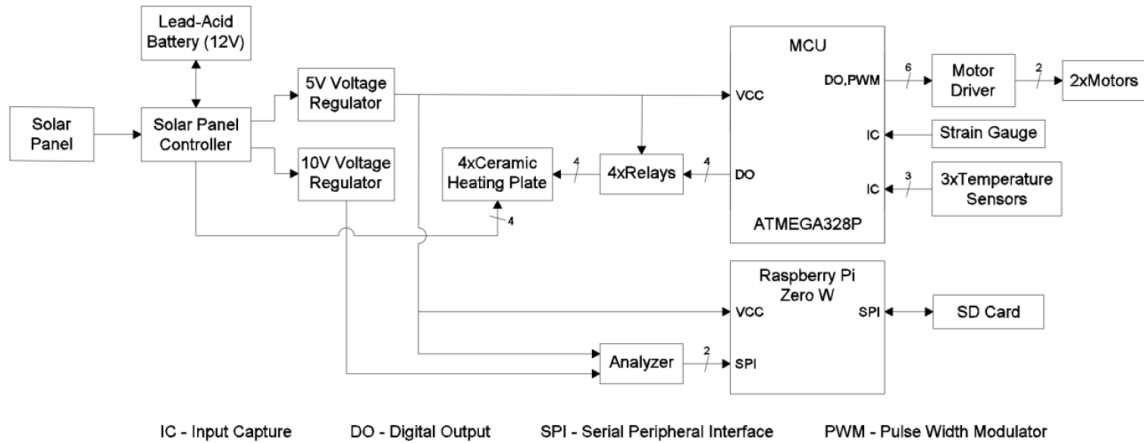 Lead-Acid
Battery (12V)
MCU
5V Voltage
Regulator
DO,PWM
6
Motor
Driver
2
2xMotors
VCC
Solar
Panel
Solar Panel
Controller
IC
Strain Gauge
10V Voltage
Regulator
4xCeramic
Heating Plate
4
4xRelays
4
DO
IC
3
3xTemperature
Sensors
4
ATMEGA328P
Raspberry Pi
Zero W
VCC
SPI
SD Card
Analyzer
2
SPI
IC - Input Capture DO - Digital Output SPI - Serial Peripheral Interface PWM - Pulse Width Modulator